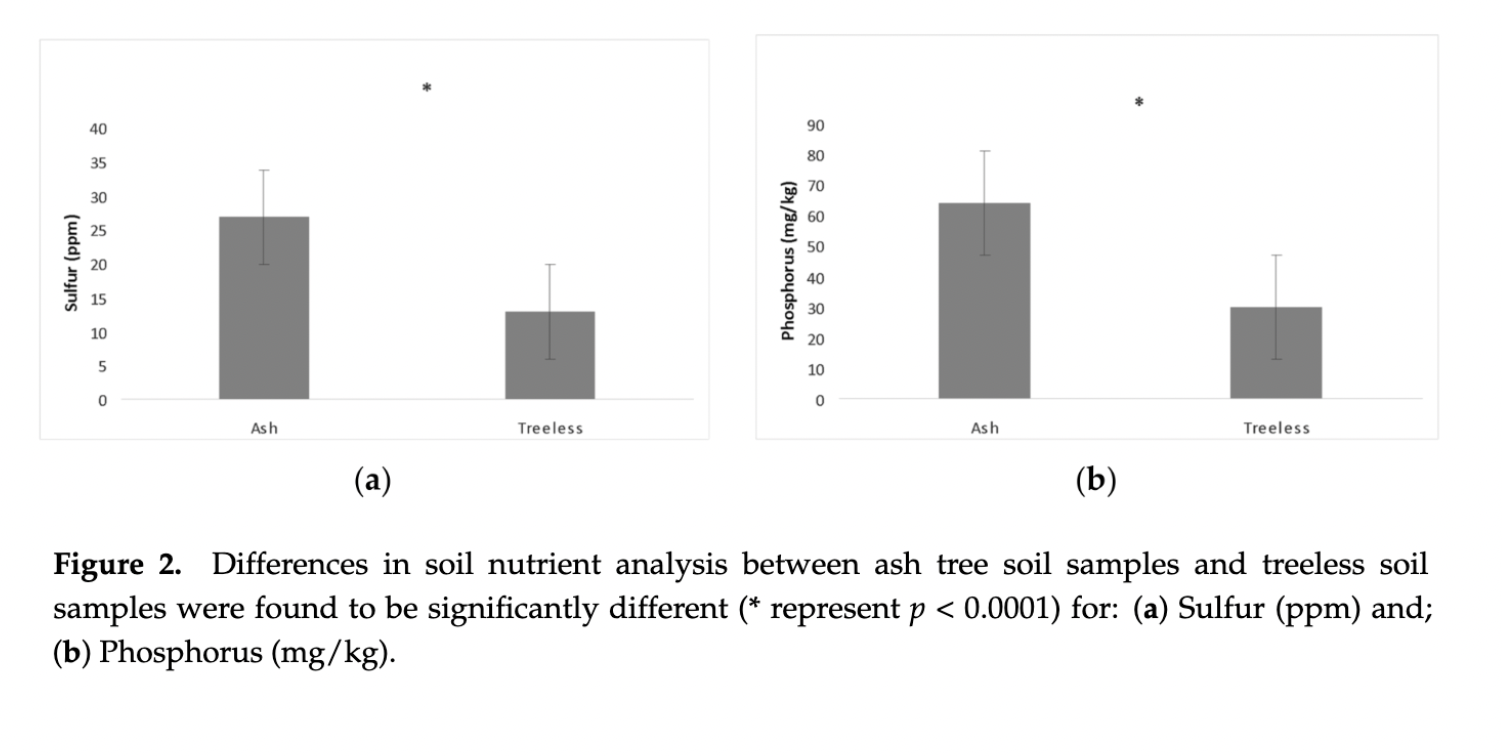 *
40
35
30
25
20
15
10
5
0
Sulfur (ppm)
Ash Treeless
(a)
*
90
80
70
60
50
40
30
20
10
0
Phosphorus (mg/kg)
Ash Treeless
(b)
Figure 2. Differences in soil nutrient analysis between ash tree soil samples and treeless soil
samples were found to be significantly different (* represent p < 0.0001) for: (a) Sulfur (ppm) and;
(b) Phosphorus (mg/kg).